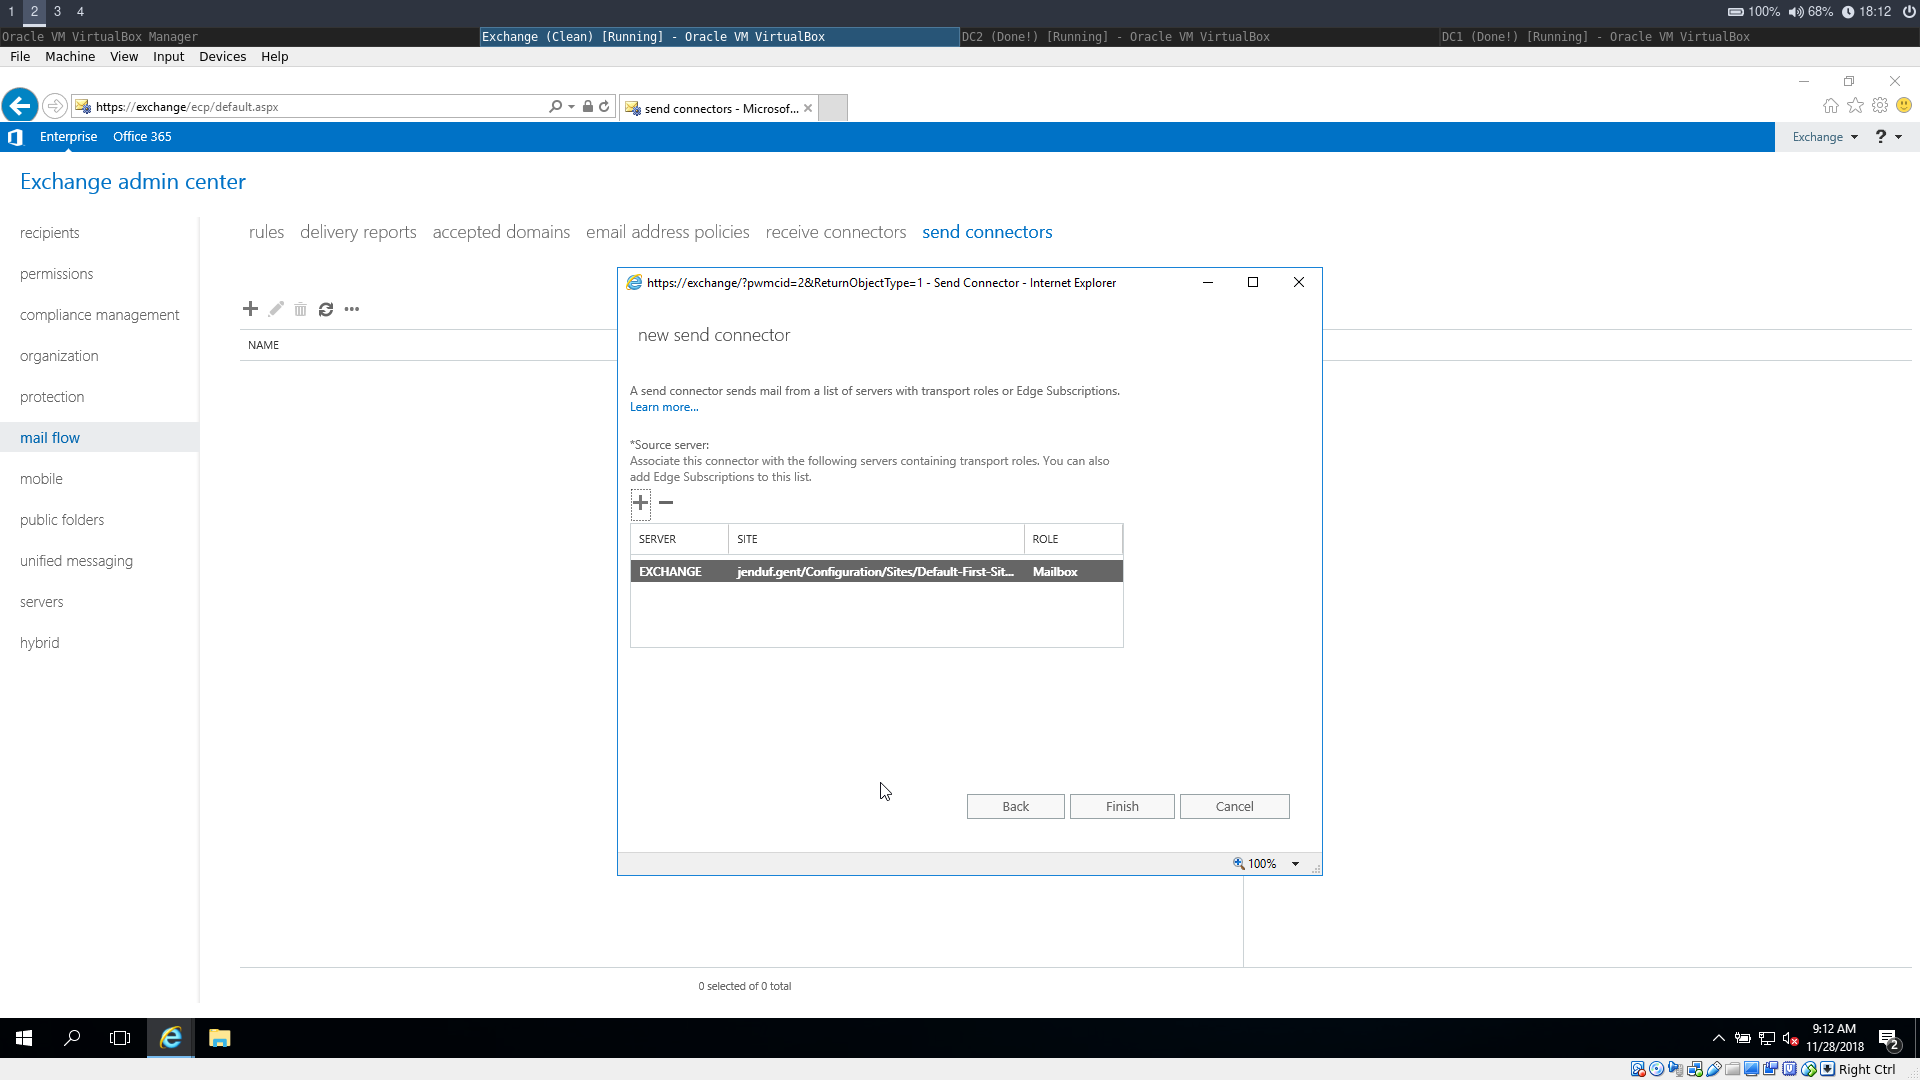 1 2 3 4 100% 68% 18:12
Oracle VM VirtualBox Manager Exchange (Clean) [Running] - Oracle VM VirtualBox DC2 (Done!) [Running] - Oracle VM VirtualBox DC1 (Done!) [Running] - Oracle VM VirtualBox
File Machine View Input Devices Help
https://exchange/ecp/default.aspx send connectors - Microsof...
Enterprise Office 365 Exchange ?
Exchange admin center
recipients
permissions
compliance management
organization
protection
mail flow
mobile
public folders
unified messaging
servers
hybrid
rules delivery reports accepted domains email address policies receive connectors send connectors
NAME
https://exchange/?pwmcid=2&ReturnObjectType=1 - Send Connector - Internet Explorer
new send connector
A send connector sends mail from a list of servers with transport roles or Edge Subscriptions.
Learn more...
*Source server:
Associate this connector with the following servers containing transport roles. You can also
add Edge Subscriptions to this list.
SERVER SITE ROLE
EXCHANGE jenduf.gent/Configuration/Sites/Default-First-Sit... Mailbox
Back Finish Cancel
100%
0 selected of 0 total
9:12 AM
11/28/2018
2
Right Ctrl